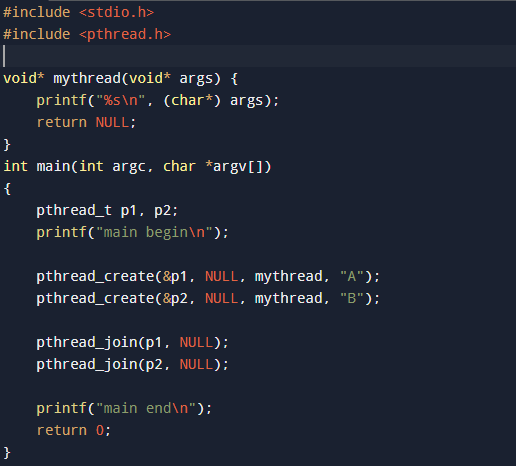 #include <stdio.h>
#include <pthread.h>
void* mythread(void* args) {
    printf("%s\n", (char*) args);
    return NULL;
}
int main(int argc, char *argv[])
{
    pthread_t p1, p2;
    printf("main begin\n");
    pthread_create(&p1, NULL, mythread, "A");
    pthread_create(&p2, NULL, mythread, "B");
    pthread_join(p1, NULL);
    pthread_join(p2, NULL);
    printf("main end\n");
    return 0;
}